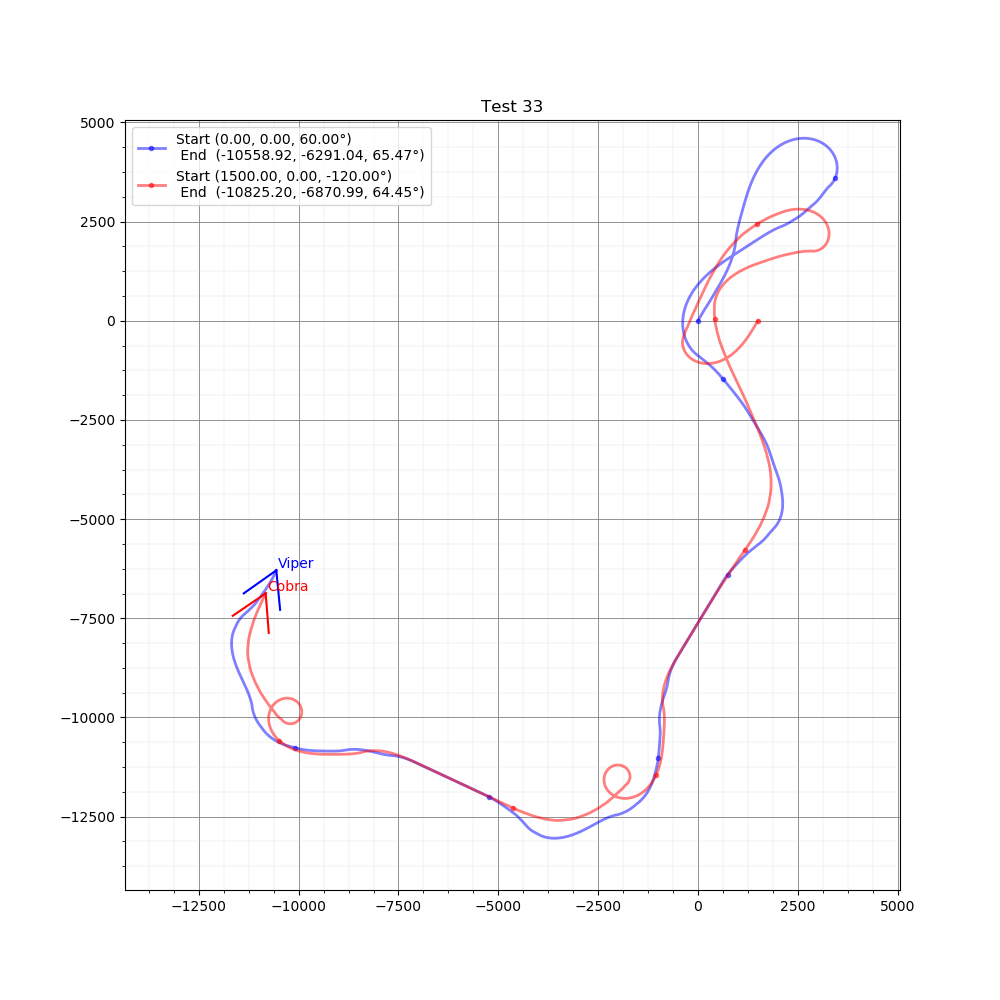 Test 33
Start (0.00, 0.00, 60.00°)
End  (-10558.92, -6291.04, 65.47°)
Start (1500.00, 0.00, -120.00°)
End  (-10825.20, -6870.99, 64.45°)
5000
2500
0
−2500
−5000
−7500
−10000
−12500
Viper
Cobra
−12500 −10000 −7500 −5000 −2500 0 2500 5000